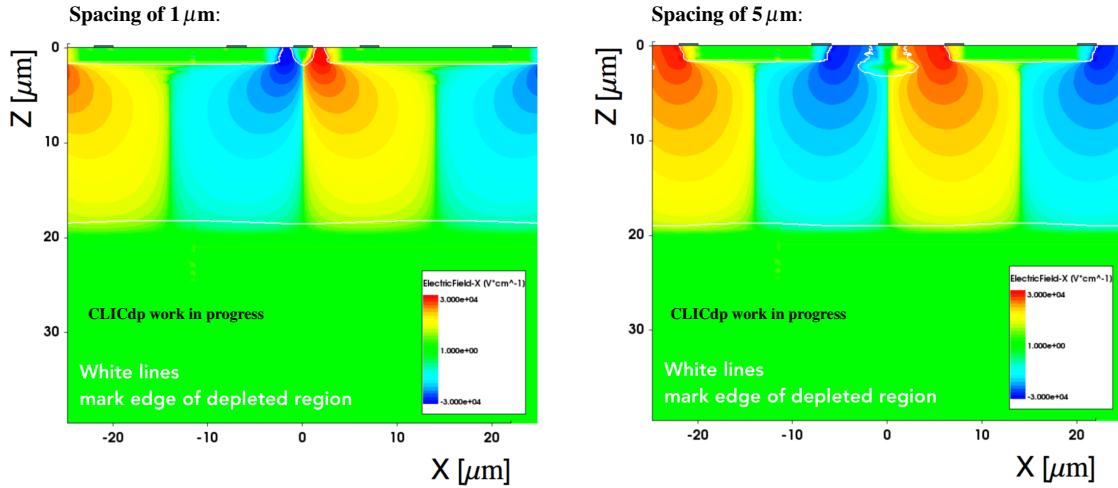 Spacing of 1 μm:
Z [μm]
0
10
20
30
ElectricField-X (V*cm^-1)
3.000e+04
1.000e+00
-3.000e+04
CLICdp work in progress
White lines
mark edge of depleted region
-20
-10
0
10
20
X [μm]
Spacing of 5 μm:
Z [μm]
0
10
20
30
ElectricField-X (V*cm^-1)
3.000e+04
1.000e+00
-3.000e+04
CLICdp work in progress
White lines
mark edge of depleted region
-20
-10
0
10
20
X [μm]